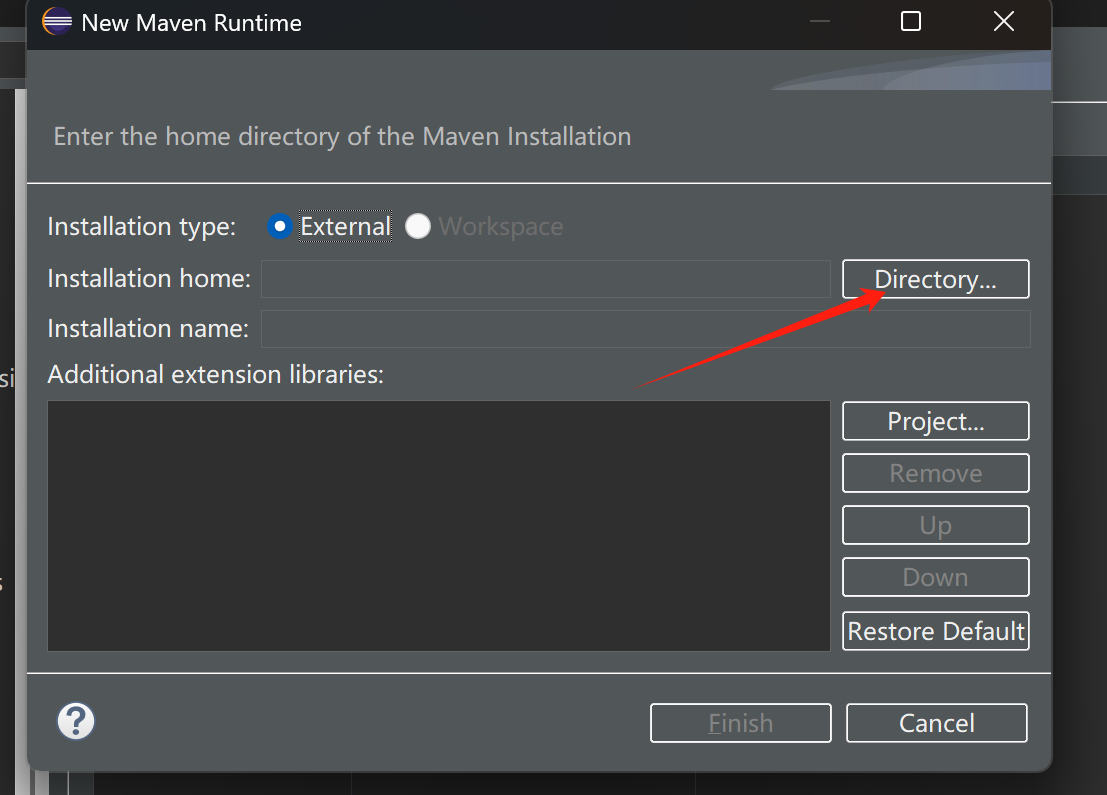 New Maven Runtime
Enter the home directory of the Maven Installation
Installation type: External Workspace
Installation home: Directory...
Installation name:
Additional extension libraries:
si
Project...
Remove
Up
Down
Restore Default
? Finish Cancel